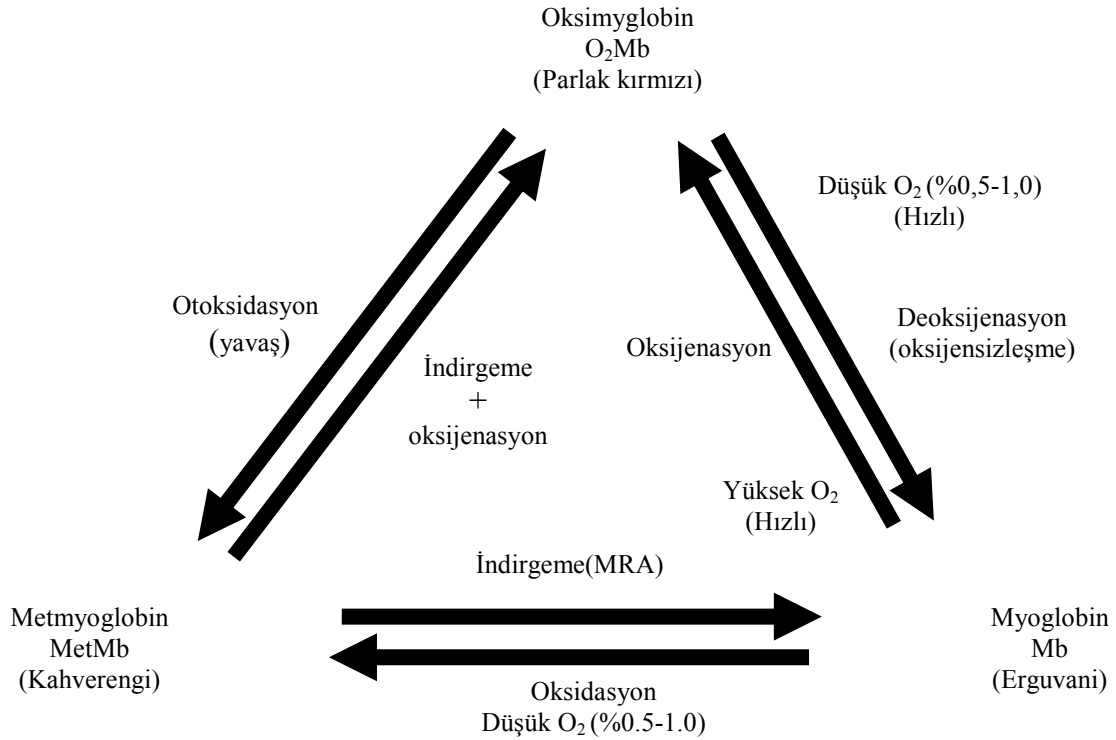 Oksimyglobin
O₂Mb
(Parlak kırmızı)
Düşük O₂ (%0,5-1,0)
(Hızlı)
Otoksidasyon
(yavaş)
İndirgeme
+
oksijenasyon
Oksijenasyon
Deoksijenasyon
(oksijensizleşme)
Yüksek O₂
(Hızlı)
İndirgeme(MRA)
Metmyoglobin
MetMb
(Kahverengi)
Myoglobin
Mb
(Erguvani)
Oksidasyon
Düşük O₂ (%0.5-1.0)